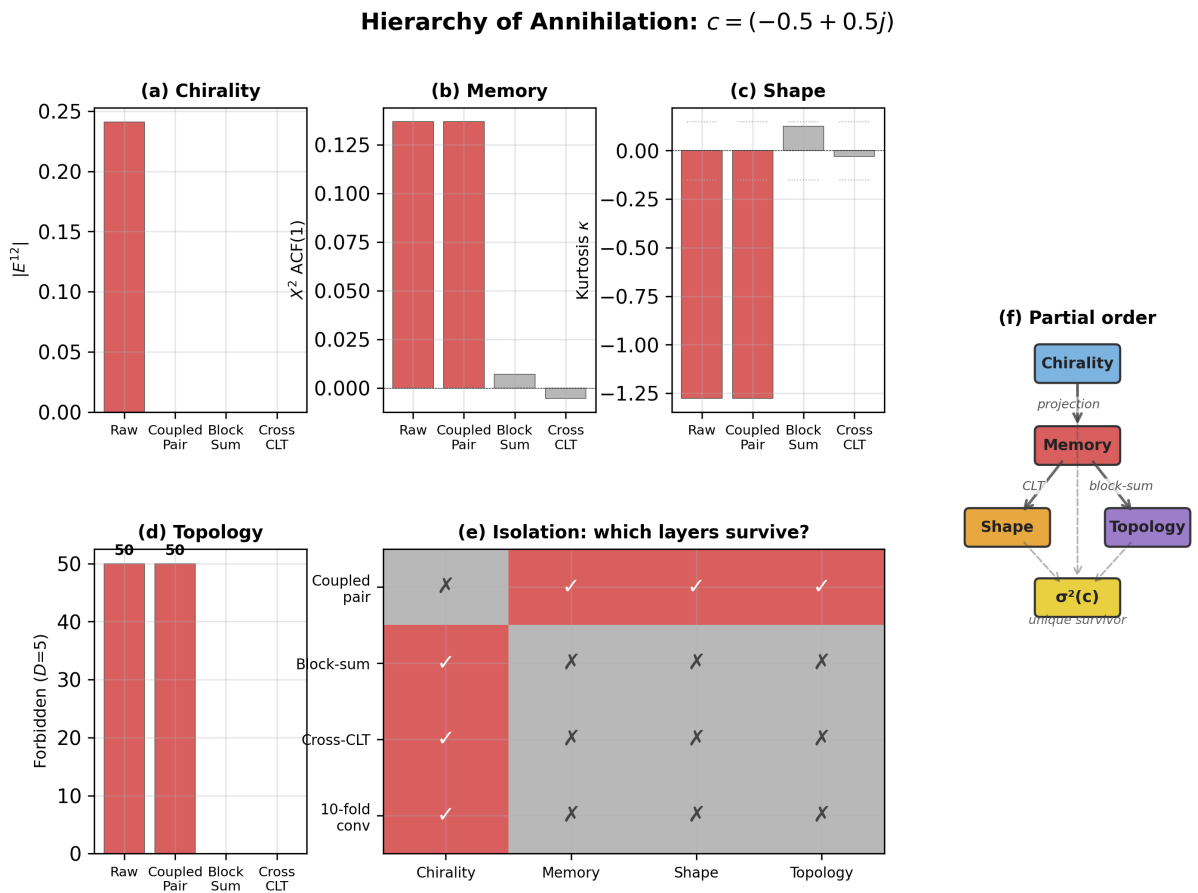 Hierarchy of Annihilation: c = (−0.5 + 0.5j)
(a) Chirality
|E¹²|
0.25
0.20
0.15
0.10
0.05
0.00
Raw
Coupled
Pair
Block
Sum
Cross
CLT
(b) Memory
X² ACF(1)
0.125
0.100
0.075
0.050
0.025
0.000
Raw
Coupled
Pair
Block
Sum
Cross
CLT
(c) Shape
Kurtosis κ
0.00
−0.25
−0.50
−0.75
−1.00
−1.25
Raw
Coupled
Pair
Block
Sum
Cross
CLT
(d) Topology
Forbidden (D=5)
50
40
30
20
10
0
50
50
Raw
Coupled
Pair
Block
Sum
Cross
CLT
(e) Isolation: which layers survive?
Coupled
pair
✗ ✓ ✓ ✓
Block-sum
✓ ✗ ✗ ✗
Cross-CLT
✓ ✗ ✗ ✗
10-fold
conv
✓ ✗ ✗ ✗
Chirality
Memory
Shape
Topology
(f) Partial order
Chirality
projection
Memory
CLT
block-sum
Shape
Topology
σ²(c)
unique survivor